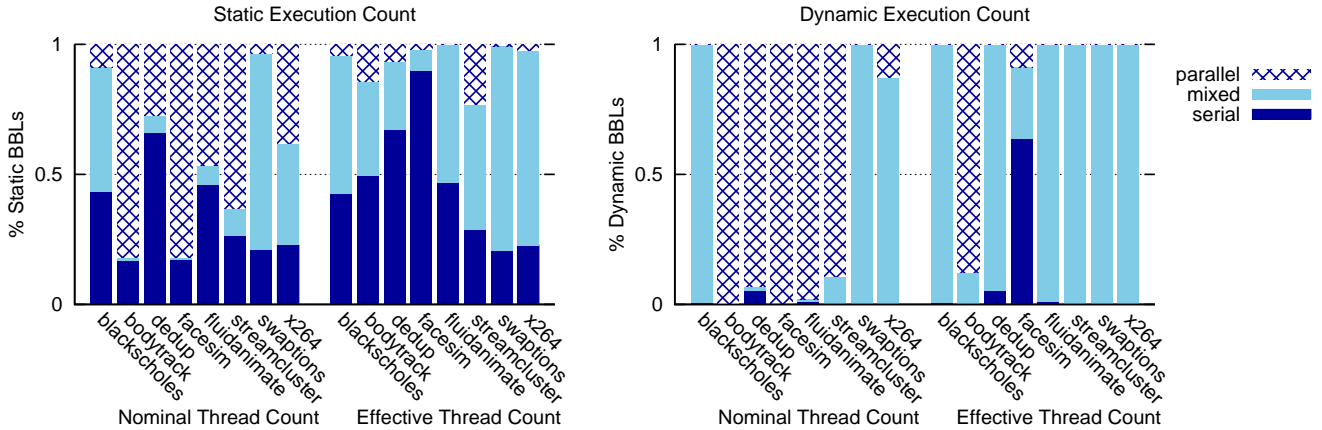 Static Execution Count
1
0.5
0
% Static BBLs
blackscholes
bodytrack
dedup
facesim
fluidanimate
streamcluster
swaptions
x264
Nominal Thread Count
blackscholes
bodytrack
dedup
facesim
fluidanimate
streamcluster
swaptions
x264
Effective Thread Count
Dynamic Execution Count
1
0.5
0
% Dynamic BBLs
blackscholes
bodytrack
dedup
facesim
fluidanimate
streamcluster
swaptions
x264
Nominal Thread Count
blackscholes
bodytrack
dedup
facesim
fluidanimate
streamcluster
swaptions
x264
Effective Thread Count
parallel
mixed
serial